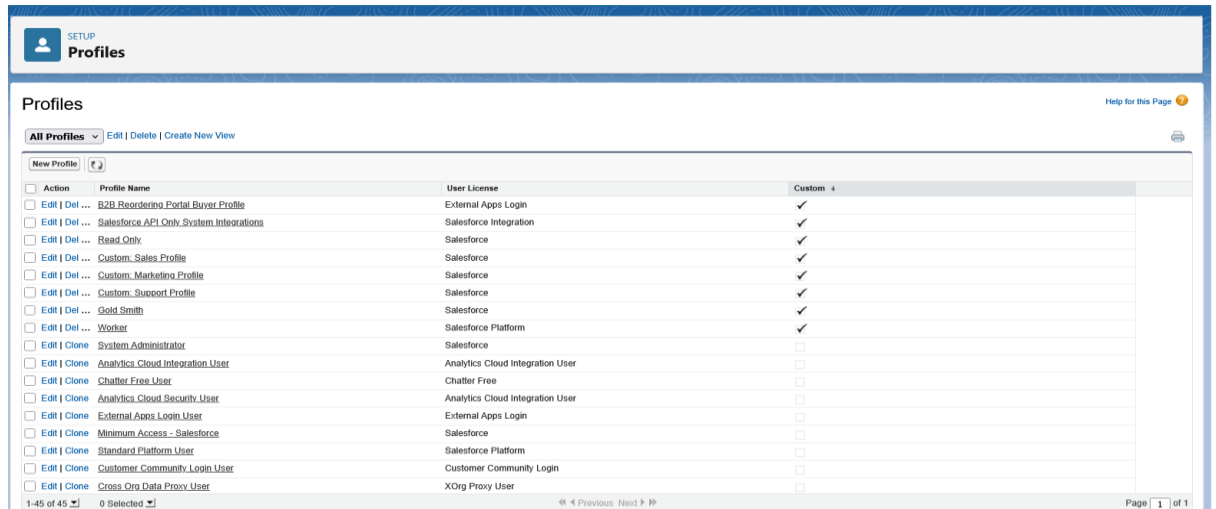 SETUP
Profiles
Profiles
Help for this Page ?
All Profiles Edit | Delete | Create New View
New Profile
Action Profile Name User License Custom ↓
Edit | Del ... B2B Reordering Portal Buyer Profile External Apps Login ✓
Edit | Del ... Salesforce API Only System Integrations Salesforce Integration ✓
Edit | Del ... Read Only Salesforce ✓
Edit | Del ... Custom: Sales Profile Salesforce ✓
Edit | Del ... Custom: Marketing Profile Salesforce ✓
Edit | Del ... Custom: Support Profile Salesforce ✓
Edit | Del ... Gold Smith Salesforce ✓
Edit | Del ... Worker Salesforce Platform ✓
Edit | Clone System Administrator Salesforce
Edit | Clone Analytics Cloud Integration User Analytics Cloud Integration User
Edit | Clone Chatter Free User Chatter Free
Edit | Clone Analytics Cloud Security User Analytics Cloud Integration User
Edit | Clone External Apps Login User External Apps Login
Edit | Clone Minimum Access - Salesforce Salesforce
Edit | Clone Standard Platform User Salesforce Platform
Edit | Clone Customer Community Login User Customer Community Login
Edit | Clone Cross Org Data Proxy User XOrg Proxy User
1-45 of 45 0 Selected Previous Next Page 1 of 1